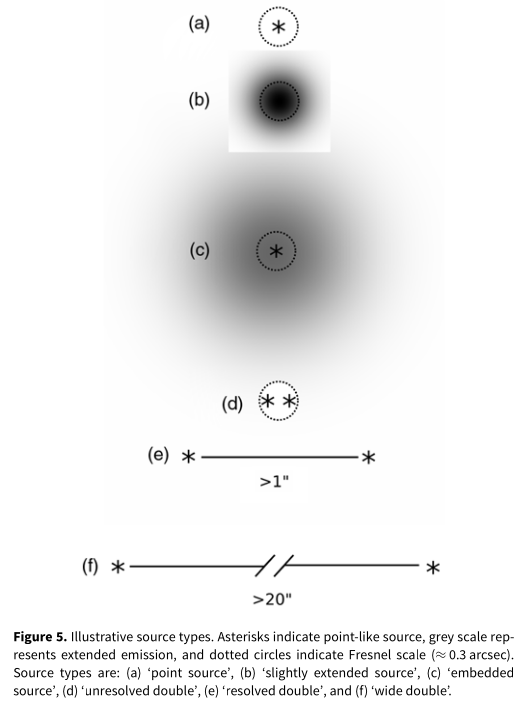 (a)
(b)
(c)
(d)
(e)
>1"
(f)
>20"
Figure 5. Illustrative source types. Asterisks indicate point-like source, grey scale rep-
resents extended emission, and dotted circles indicate Fresnel scale (≈ 0.3 arcsec).
Source types are: (a) ‘point source’, (b) ‘slightly extended source’, (c) ‘embedded
source’, (d) ‘unresolved double’, (e) ‘resolved double’, and (f) ‘wide double’.